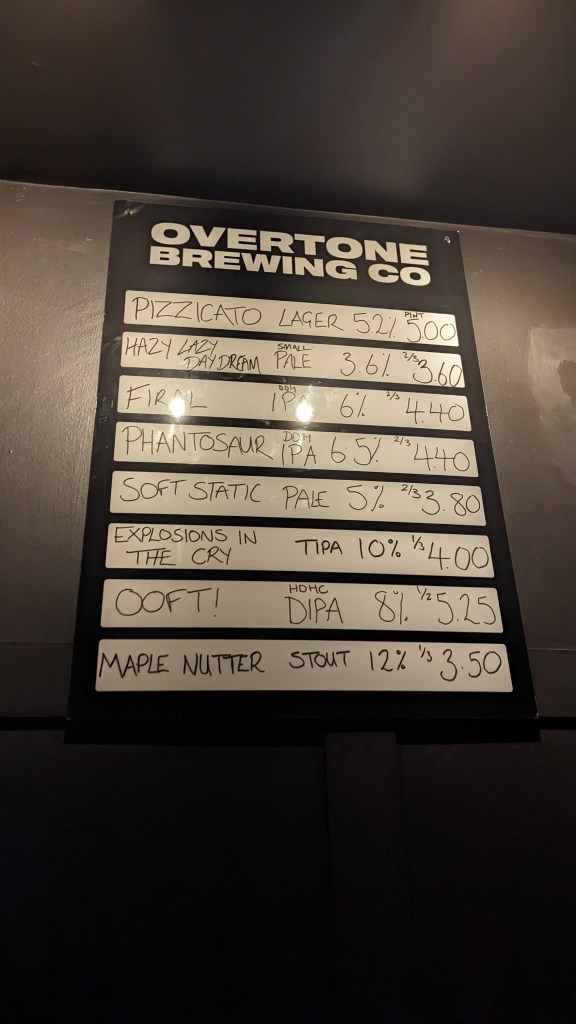 OVERTONE
BREWING CO
PIZZICATO LAGER 5.2% PINT 5.00
HAZY LAZY DAYDREAM SMALL PALE 3.6% 2/3 3.60
DDH IPA 6% 2/3 4.40
PHANTOSAUR DDH IPA 6.5% 2/3 4.40
SOFT STATIC PALE 5% 2/3 3.80
EXPLOSIONS IN THE CRY TIPA 10% 1/3 4.00
OOFT! HDHC DIPA 8% 1/2 5.25
MAPLE NUTTER STOUT 12% 1/3 3.50